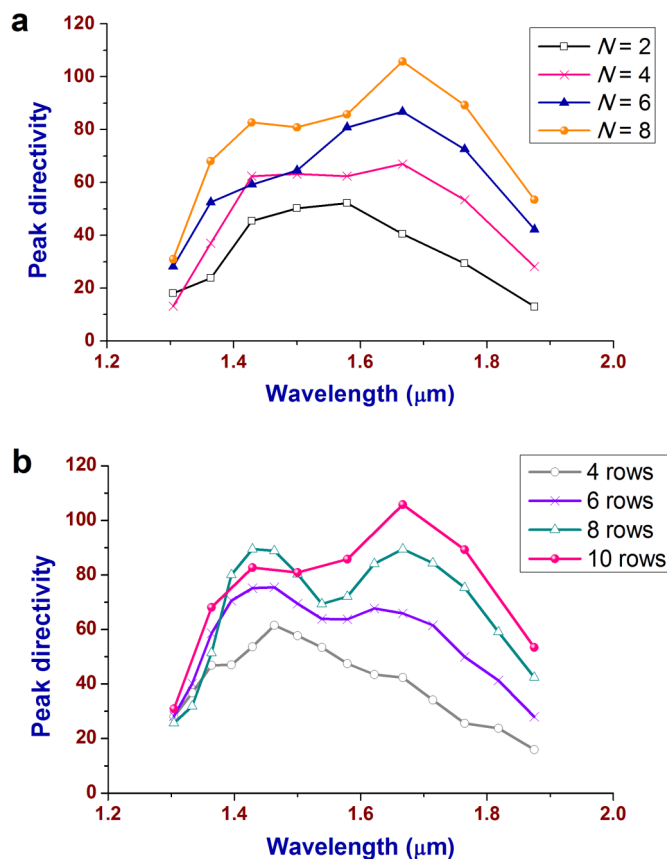 a
N = 2
N = 4
N = 6
N = 8
Peak directivity
120
100
80
60
40
20
0
1.2
1.4
1.6
1.8
2.0
Wavelength (μm)
b
4 rows
6 rows
8 rows
10 rows
Peak directivity
120
100
80
60
40
20
0
1.2
1.4
1.6
1.8
2.0
Wavelength (μm)